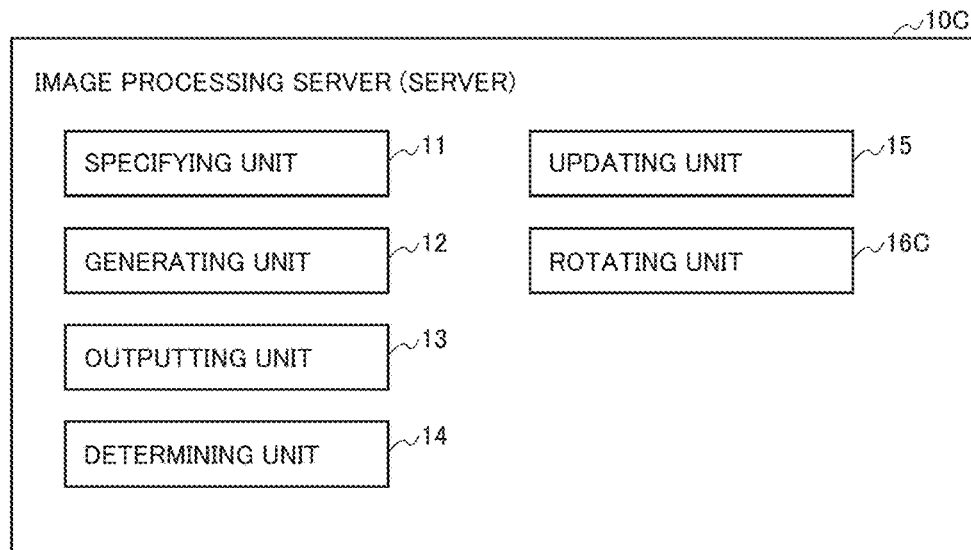 10C
IMAGE PROCESSING SERVER (SERVER)
SPECIFYING UNIT 11
GENERATING UNIT 12
OUTPUTTING UNIT 13
DETERMINING UNIT 14
UPDATING UNIT 15
ROTATING UNIT 16C